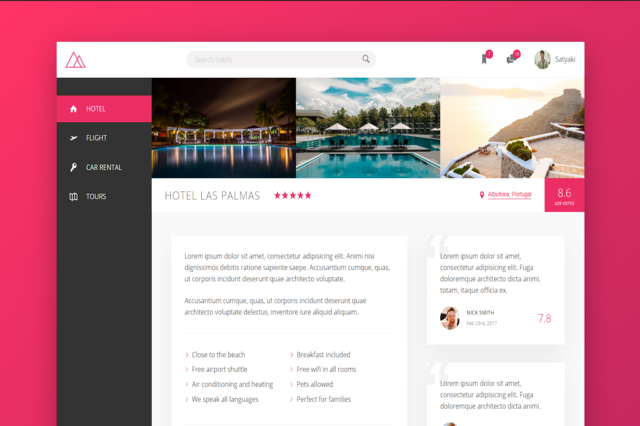 Search hotels
Satyaki
HOTEL
FLIGHT
CAR RENTAL
TOURS
HOTEL LAS PALMAS
Albufeira, Portugal
8.6
429 VOTES
Lorem ipsum dolor sit amet, consectetur adipisicing elit. Animi nisi
dignissimos debitis ratione sapiente saepe. Accusantium cumque, quas,
ut corporis incidunt deserunt quae architecto voluptate.
Accusantium cumque, quas, ut corporis incidunt deserunt quae
architecto voluptate delectus, inventore iure aliquid aliquam.
Close to the beach
Breakfast included
Free airport shuttle
Free wifi in all rooms
Air conditioning and heating
Pets allowed
We speak all languages
Perfect for families
Lorem ipsum dolor sit amet,
consectetur adipisicing elit. Fuga
doloremque architecto dicta animi,
totam, itaque officia ex.
NICK SMITH
Feb 23rd, 2017
7.8
Lorem ipsum dolor sit amet,
consectetur adipisicing elit. Fuga
doloremque architecto dicta animi.